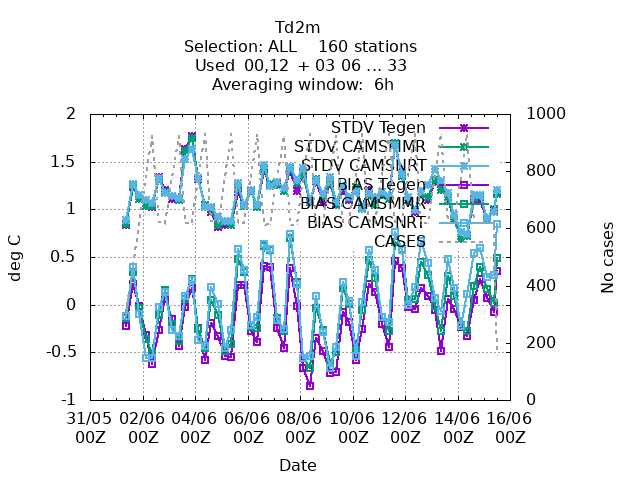 Td2m
Selection: ALL    160 stations
Used  00,12  + 03 06 ... 33
Averaging window:  6h
2
1.5
1
0.5
0
-0.5
-1
1000
800
600
400
200
0
deg C
No cases
STDV Tegen
STDV CAMSMMR
STDV CAMSNRT
BIAS Tegen
BIAS CAMSMMR
BIAS CAMSNRT
CASES
31/05 02/06 04/06 06/06 08/06 10/06 12/06 14/06 16/06
00Z 00Z 00Z 00Z 00Z 00Z 00Z 00Z 00Z
Date